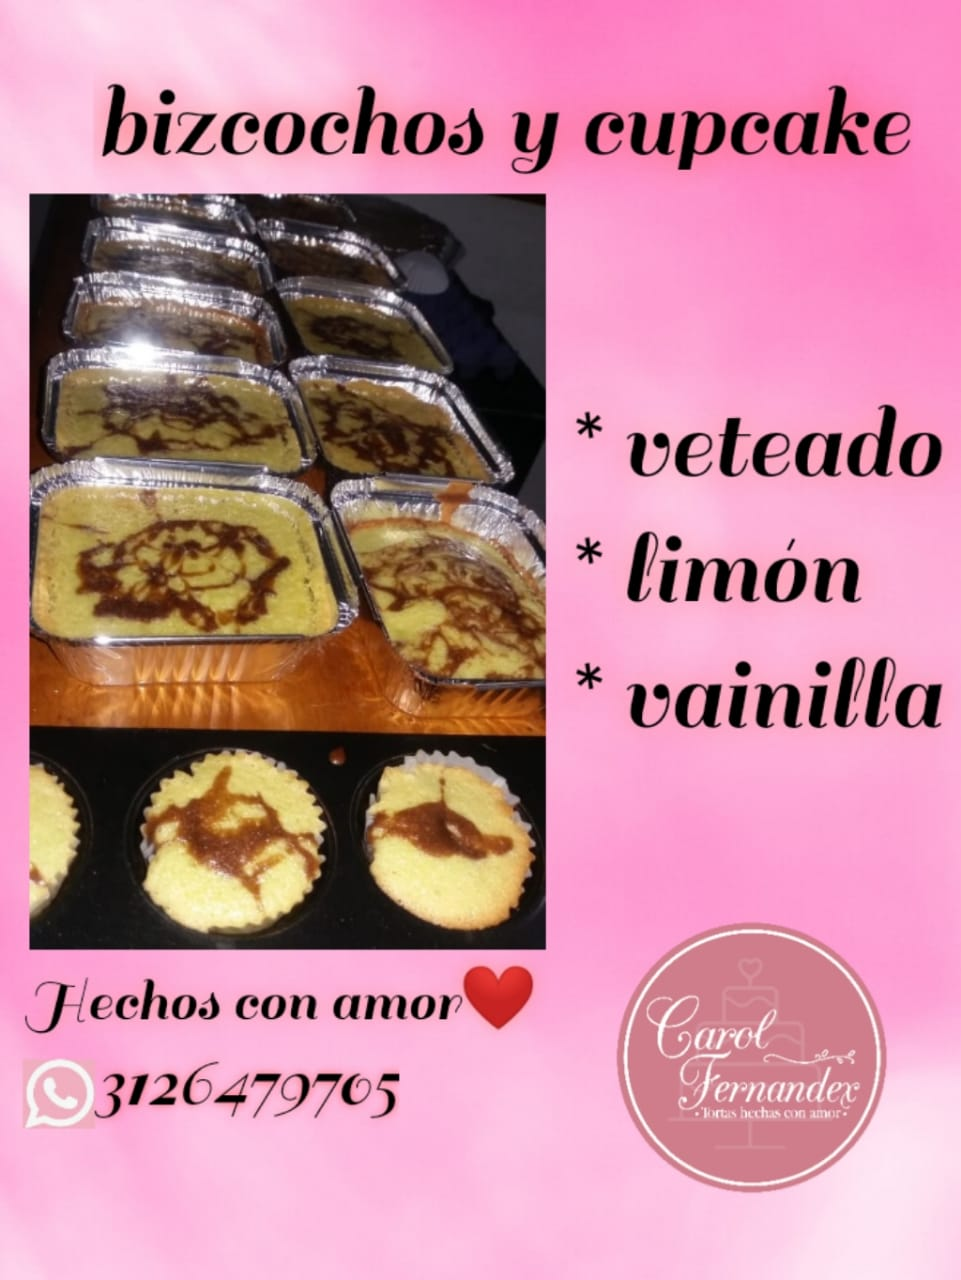 bizcochos y cupcake
* veteado
* limón
* vainilla
Hechos con amor❤
3126479705
Carol
Fernandex
·Tortas hechas con amor·